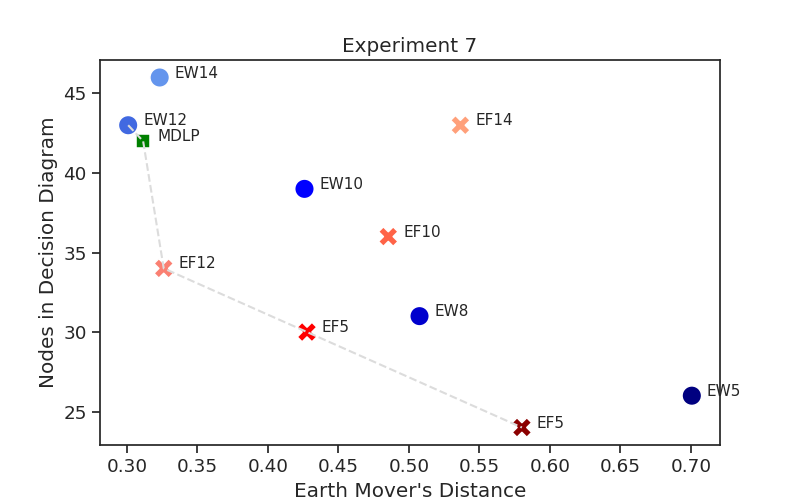 Experiment 7
Nodes in Decision Diagram
45
40
35
30
25
EW14
EW12
MDLP
EF14
EW10
EF10
EF12
EW8
EF5
EW5
EF5
0.30 0.35 0.40 0.45 0.50 0.55 0.60 0.65 0.70
Earth Mover's Distance